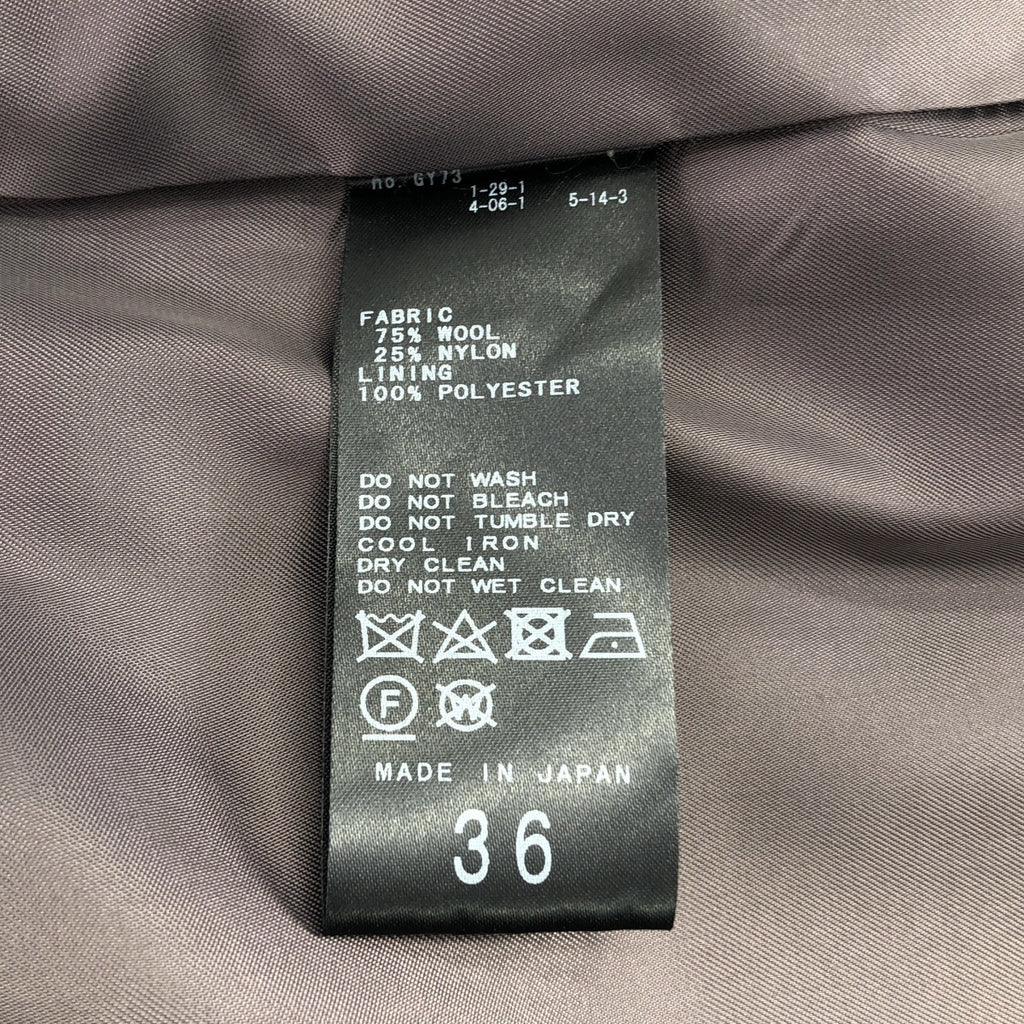 no. GY73
1-29-1
4-06-1 5-14-3
FABRIC
75% WOOL
25% NYLON
LINING
100% POLYESTER
DO NOT WASH
DO NOT BLEACH
DO NOT TUMBLE DRY
COOL IRON
DRY CLEAN
DO NOT WET CLEAN
F W
MADE IN JAPAN
36